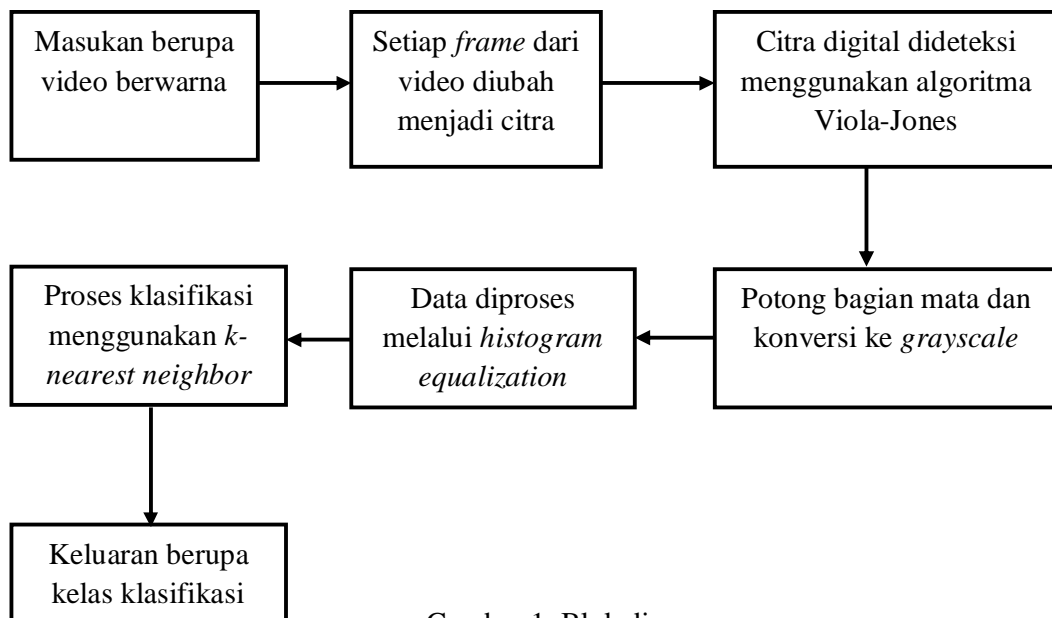 Masukan berupa
video berwarna
Setiap frame dari
video diubah
menjadi citra
Citra digital dideteksi
menggunakan algoritma
Viola-Jones
Potong bagian mata dan
konversi ke grayscale
Data diproses
melalui histogram
equalization
Proses klasifikasi
menggunakan k-
nearest neighbor
Keluaran berupa
kelas klasifikasi